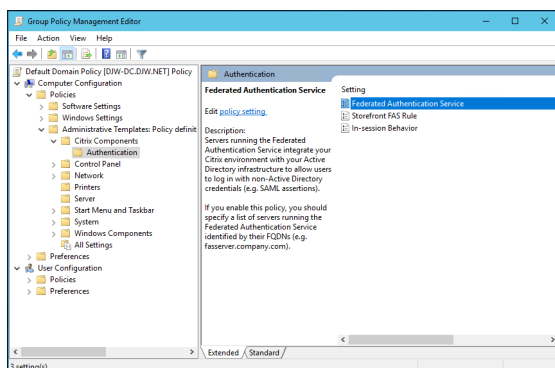 Group Policy Management Editor
File Action View Help
Default Domain Policy [DJW-DC.DJW.NET] Policy
Computer Configuration
Policies
Software Settings
Windows Settings
Administrative Templates: Policy definit
Citrix Components
Authentication
Control Panel
Network
Printers
Server
Start Menu and Taskbar
System
Windows Components
All Settings
Preferences
User Configuration
Policies
Preferences
Authentication
Federated Authentication Service
Edit policy setting.
Description:
Servers running the Federated
Authentication Service integrate your
Citrix environment with your Active
Directory infrastructure to allow users
to log in with non-Active Directory
credentials (e.g. SAML assertions).
If you enable this policy, you should
specify a list of servers running the
Federated Authentication Service
identified by their FQDNs (e.g.
fasserver.company.com).
Setting
Federated Authentication Service
Storefront FAS Rule
In-session Behavior
Extended Standard
3 setting(s)